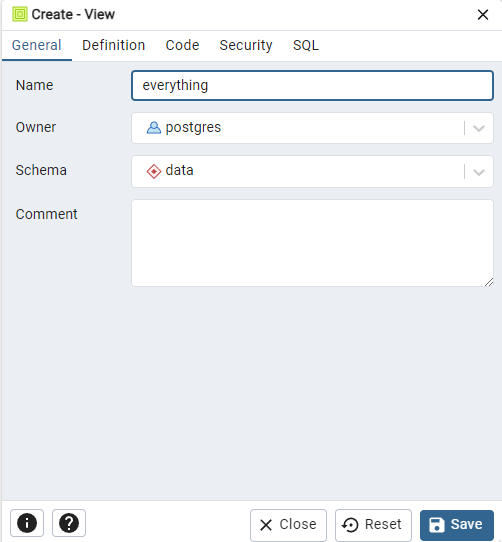 Create - View
General Definition Code Security SQL
Name everything
Owner postgres
Schema data
Comment
Close Reset Save